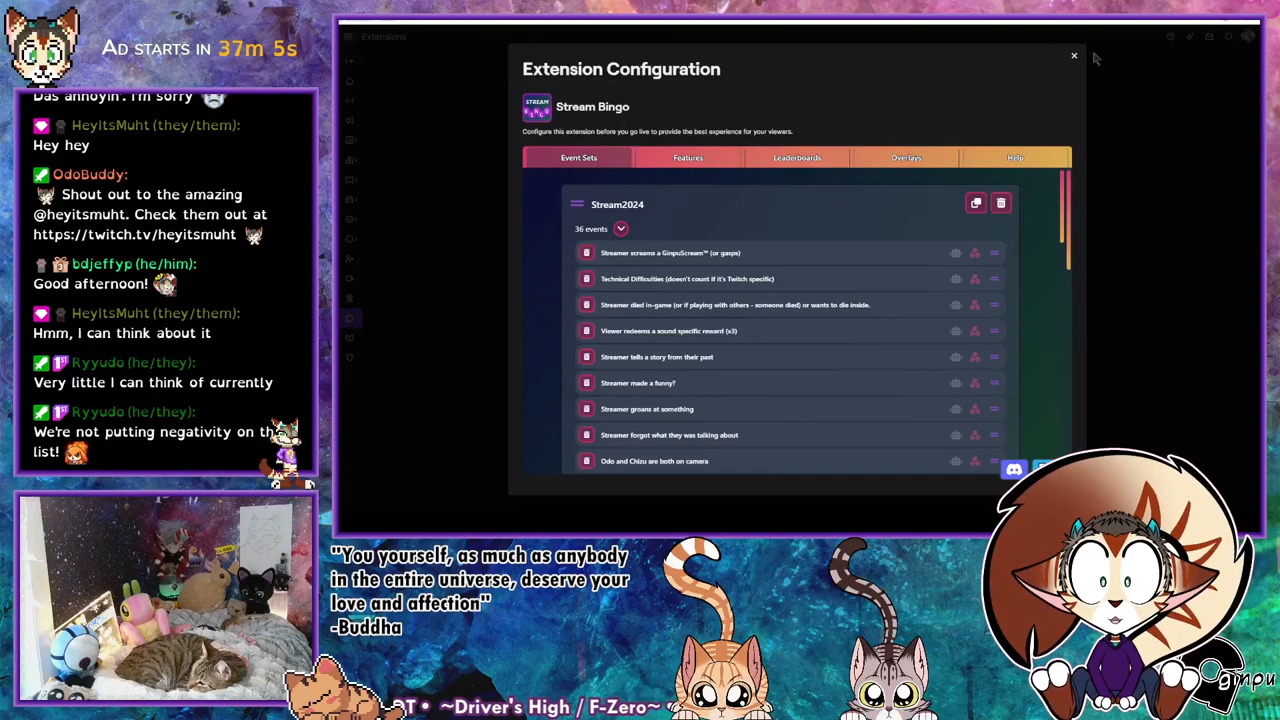 AD STARTS IN 37m 5s
Das annoyin'. I'm sorry
HeyItsMuht (they/them):
Hey hey
OdoBuddy:
Shout out to the amazing
@heyitsmuht. Check them out at
https://twitch.tv/heyitsmuht
bdjeffyp (he/him):
Good afternoon!
HeyItsMuht (they/them):
Hmm, I can think about it
Ryyudo (he/they):
Very little I can think of currently
Ryyudo (he/they):
We're not putting negativity on th
list!
Extensions
Extension Configuration
STREAM
BINGO
Stream Bingo
Configure this extension before you go live to provide the best experience for your viewers.
Event Sets
Features
Leaderboards
Overlays
Help
Stream2024
36 events
Streamer screams a GinpuScream™ (or gasps)
Technical Difficulties (doesn't count if it's Twitch specific)
Streamer died in-game (or if playing with others - someone died) or wants to die inside.
Viewer redeems a sound specific reward (x3)
Streamer tells a story from their past
Streamer made a funny?
Streamer groans at something
Streamer forgot what they was talking about
Odo and Chizu are both on camera
"You yourself, as much as anybody
in the entire universe, deserve your
love and affection"
-Buddha
OT • ~Driver's High / F-Zero~
ginpu